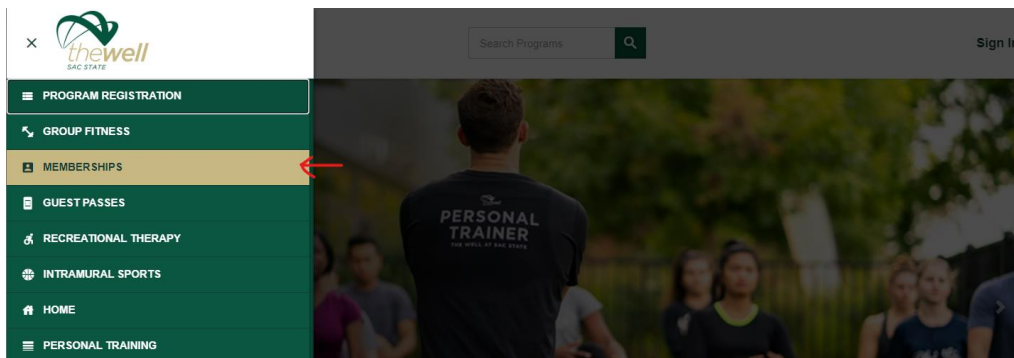 thewell
SAC STATE
Search Programs
Sign In
PROGRAM REGISTRATION
GROUP FITNESS
MEMBERSHIPS
GUEST PASSES
RECREATIONAL THERAPY
INTRAMURAL SPORTS
HOME
PERSONAL TRAINING
PERSONAL
TRAINER
THE WELL AT SAC STATE